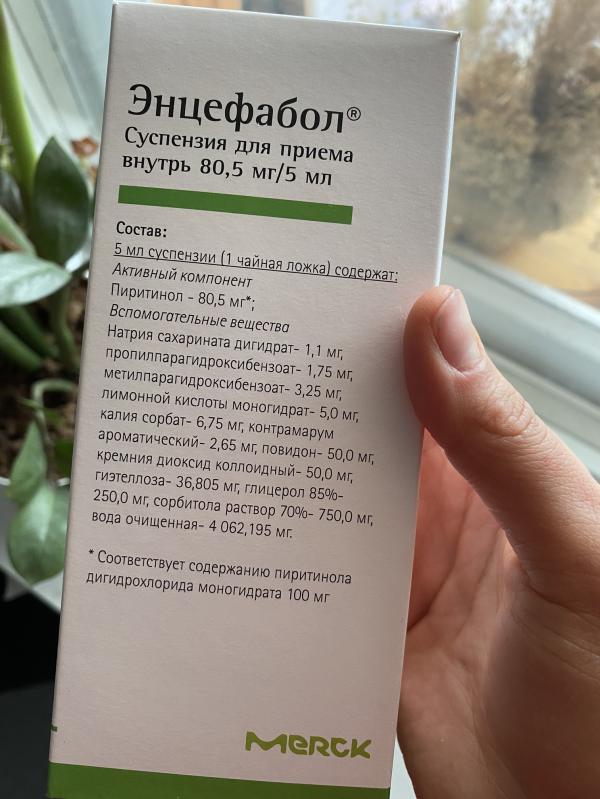 Энцефабол®
Суспензия для приема
внутрь 80,5 мг/5 мл
Состав:
5 мл суспензии (1 чайная ложка) содержат:
Активный компонент
Пиритинол - 80,5 мг*;
Вспомогательные вещества
Натрия сахарината дигидрат- 1,1 мг,
пропилпарагидроксибензоат- 1,75 мг,
метилпарагидроксибензоат- 3,25 мг,
лимонной кислоты моногидрат- 5,0 мг,
калия сорбат- 6,75 мг, контрамарум
ароматический- 2,65 мг, повидон- 50,0 мг,
кремния диоксид коллоидный- 50,0 мг,
гиэтеллоза- 36,805 мг, глицерол 85%-
250,0 мг, сорбитола раствор 70%- 750,0 мг,
вода очищенная- 4 062,195 мг.
* Соответствует содержанию пиритинола
дигидрохлорида моногидрата 100 мг
MERCK